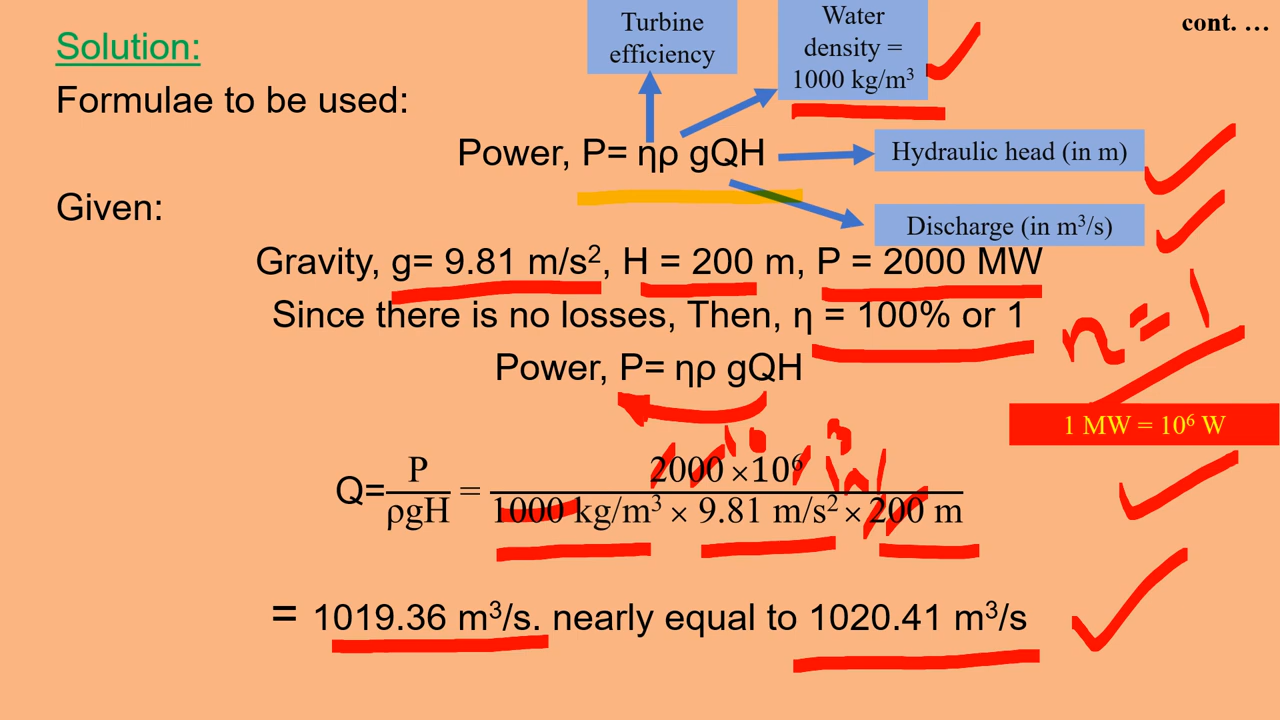 cont. …
Turbine
efficiency
Water
density =
1000 kg/m³
Solution:
Formulae to be used:
Power, P= ηρ gQH
Hydraulic head (in m)
Discharge (in m³/s)
Given:
Gravity, g= 9.81 m/s², H = 200 m, P = 2000 MW
Since there is no losses, Then, η = 100% or 1
n = 1
Power, P= ηρ gQH
1 MW = 10⁶ W
10 3
Q= P/ρgH = 2000 ×10⁶ / 1000 kg/m³ × 9.81 m/s² × 200 m
= 1019.36 m³/s. nearly equal to 1020.41 m³/s